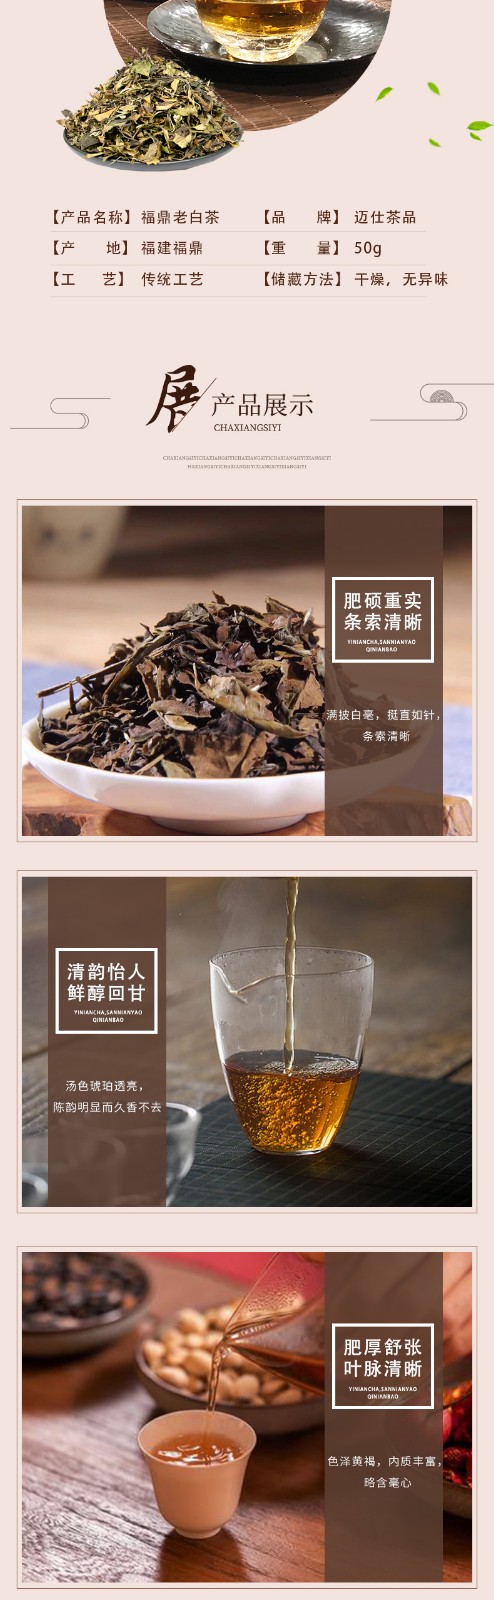 【产品名称】福鼎老白茶 【品 牌】迈仕茶品
【产 地】福建福鼎 【重 量】50g
【工 艺】传统工艺 【储藏方法】干燥，无异味
展 产品展示
CHAXIANGSIYI
肥硕重实
条索清晰
YINIANCHA,SANNIANYAO
QINIANBAO
满披白毫，挺直如针，
条索清晰
清韵怡人
鲜醇回甘
YINIANCHA,SANNIANYAO
QINIANBAO
汤色琥珀透亮，
陈韵明显而久香不去
肥厚舒张
叶脉清晰
YINIANCHA,SANNIANYAO
QINIANBAO
色泽黄褐，内质丰富，
珞含毫心